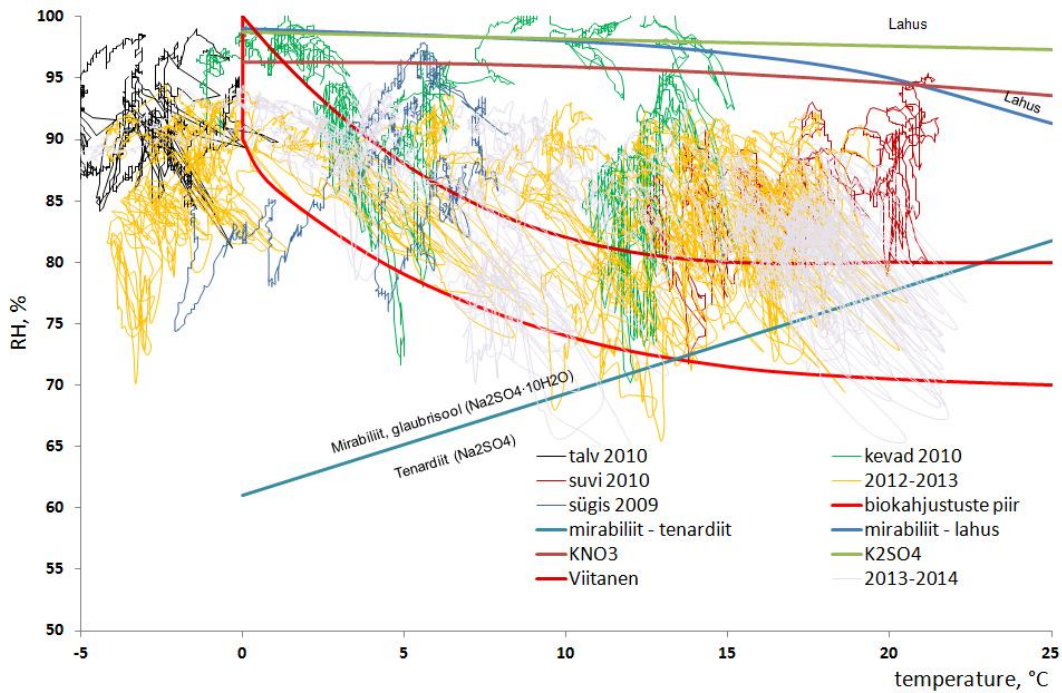 100
95
90
85
80
75
70
65
60
55
50
RH, %
Lahus
Lahus
Mirabiliit, glaubrisool (Na2SO4·10H2O)
Tenardiit (Na2SO4)
talv 2010
kevad 2010
suvi 2010
2012-2013
sügis 2009
biokahjustuste piir
mirabiliit - tenardiit
mirabiliit - lahus
KNO3
K2SO4
Viitanen
2013-2014
-5 0 5 10 15 20 25
temperatura, °C